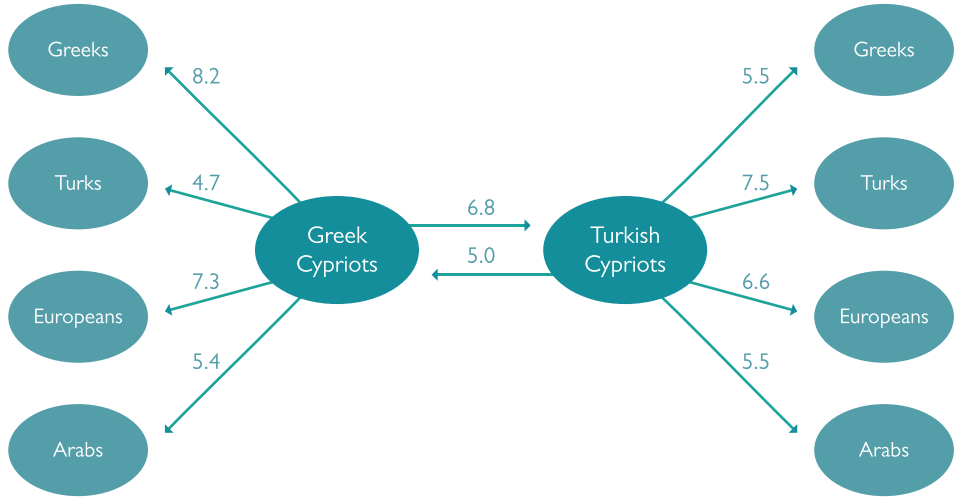 Greeks
8.2
5.5
Greeks
Turks
4.7
7.5
Turks
6.8
Greek
Cypriots
Turkish
Cypriots
5.0
Europeans
7.3
6.6
Europeans
5.4
5.5
Arabs
Arabs